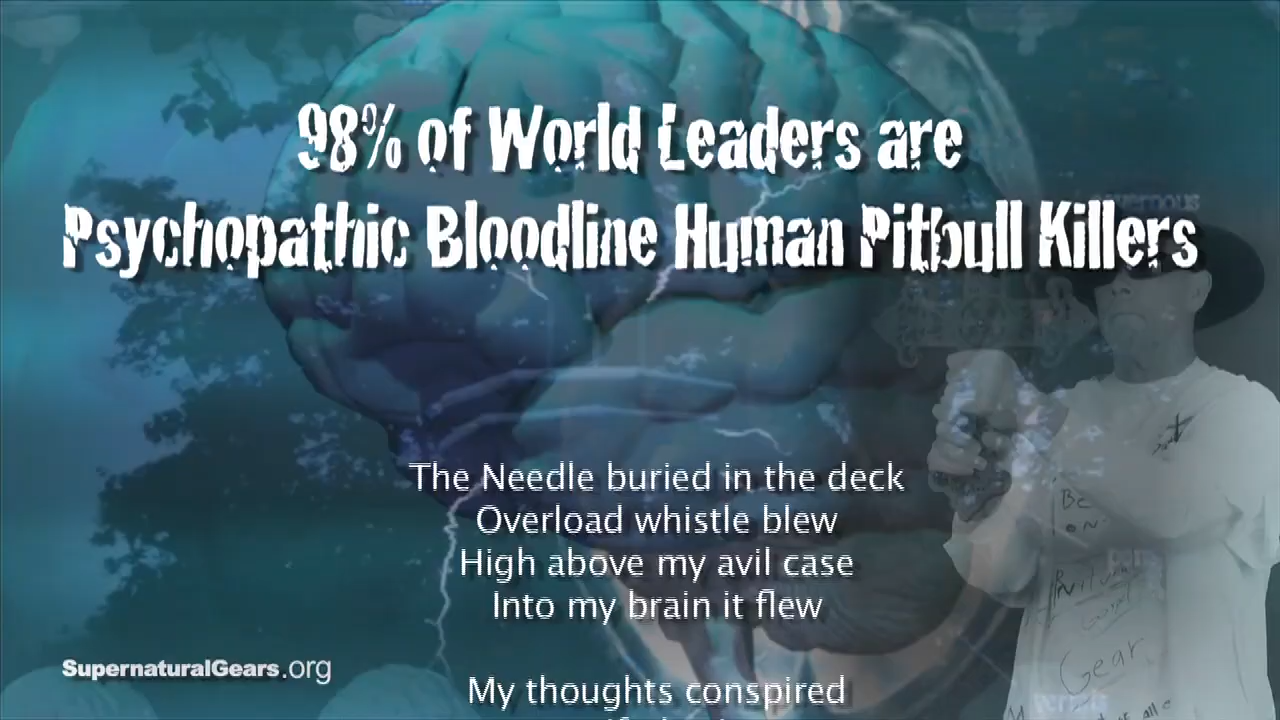 98% of World Leaders are
Psychopathic Bloodline Human Pitbull Killers
The Needle buried in the deck
Overload whistle blew
High above my avil case
Into my brain it flew
SupernaturalGears.org
My thoughts conspired
Gear